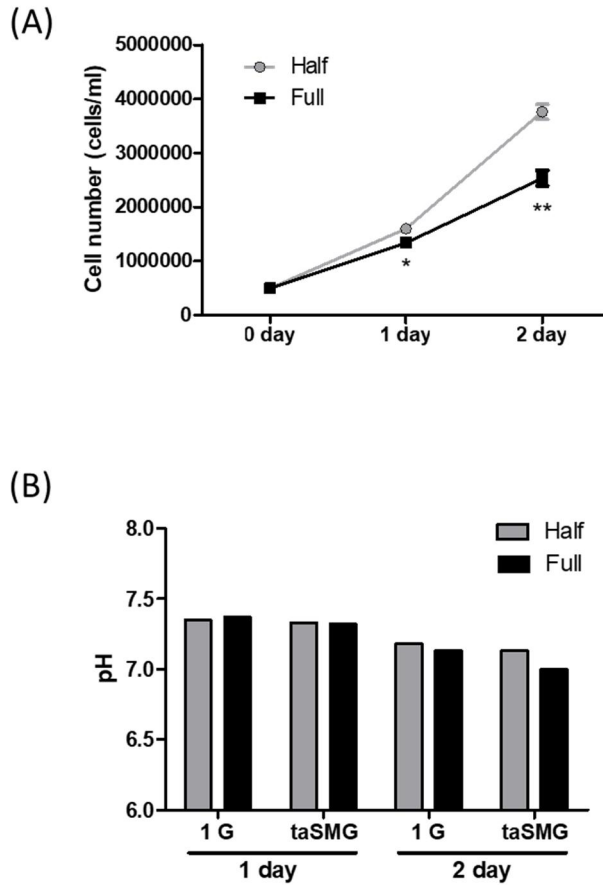 (A)
5000000
4000000
3000000
2000000
1000000
0
Cell number (cells/ml)
Half
Full
*
**
0 day 1 day 2 day
(B)
8.0
7.5
7.0
6.5
6.0
pH
Half
Full
1 G taSMG 1 G taSMG
1 day 2 day